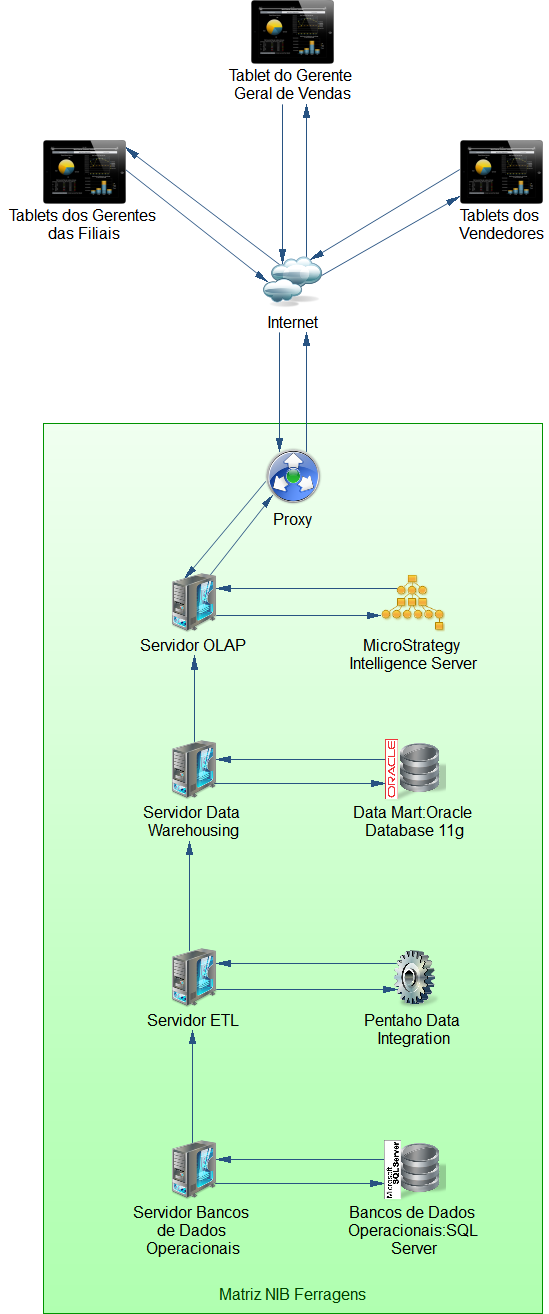 Tablet do Gerente
Geral de Vendas
Tablets dos Gerentes
das Filiais
Tablets dos
Vendedores
Internet
Proxy
Servidor OLAP
MicroStrategy
Intelligence Server
Servidor Data
Warehousing
ORACLE
Data Mart:Oracle
Database 11g
Servidor ETL
Pentaho Data
Integration
Servidor Bancos
de Dados
Operacionais
Microsoft
SQL Server
Bancos de Dados
Operacionais:SQL
Server
Matriz NIB Ferragens